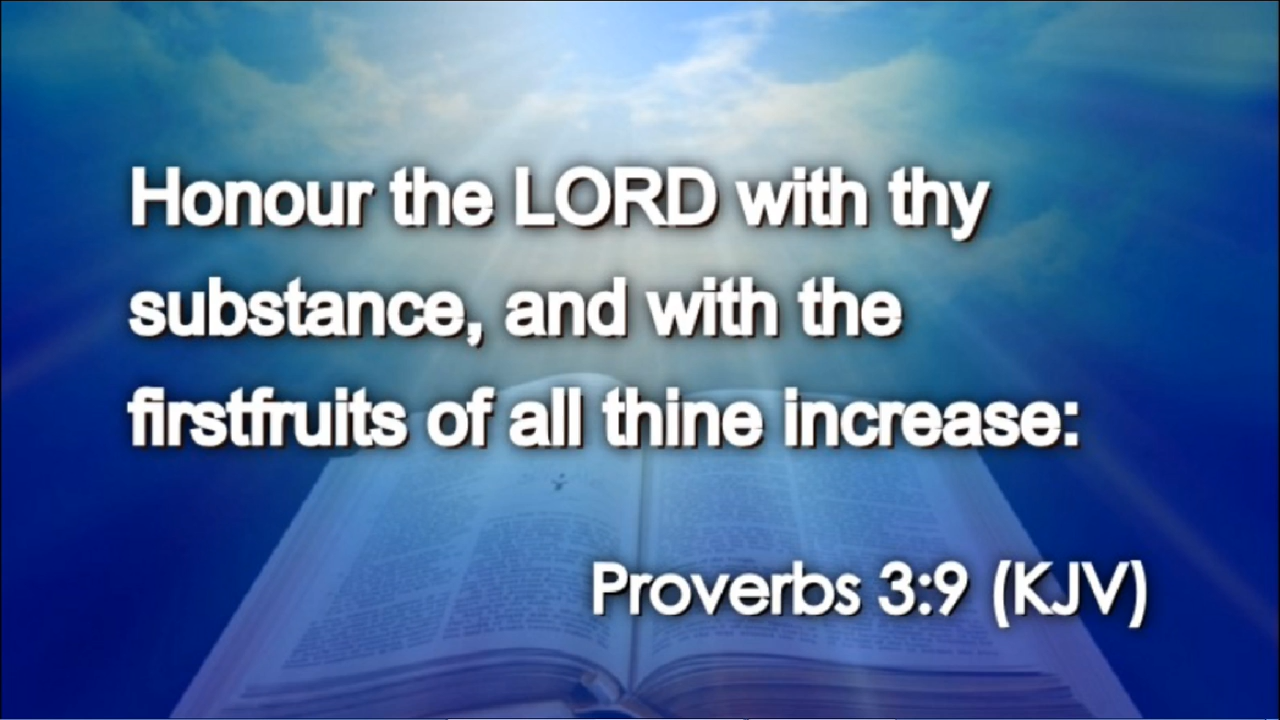 Honour the LORD with thy
substance, and with the
firstfruits of all thine increase:
Proverbs 3:9 (KJV)